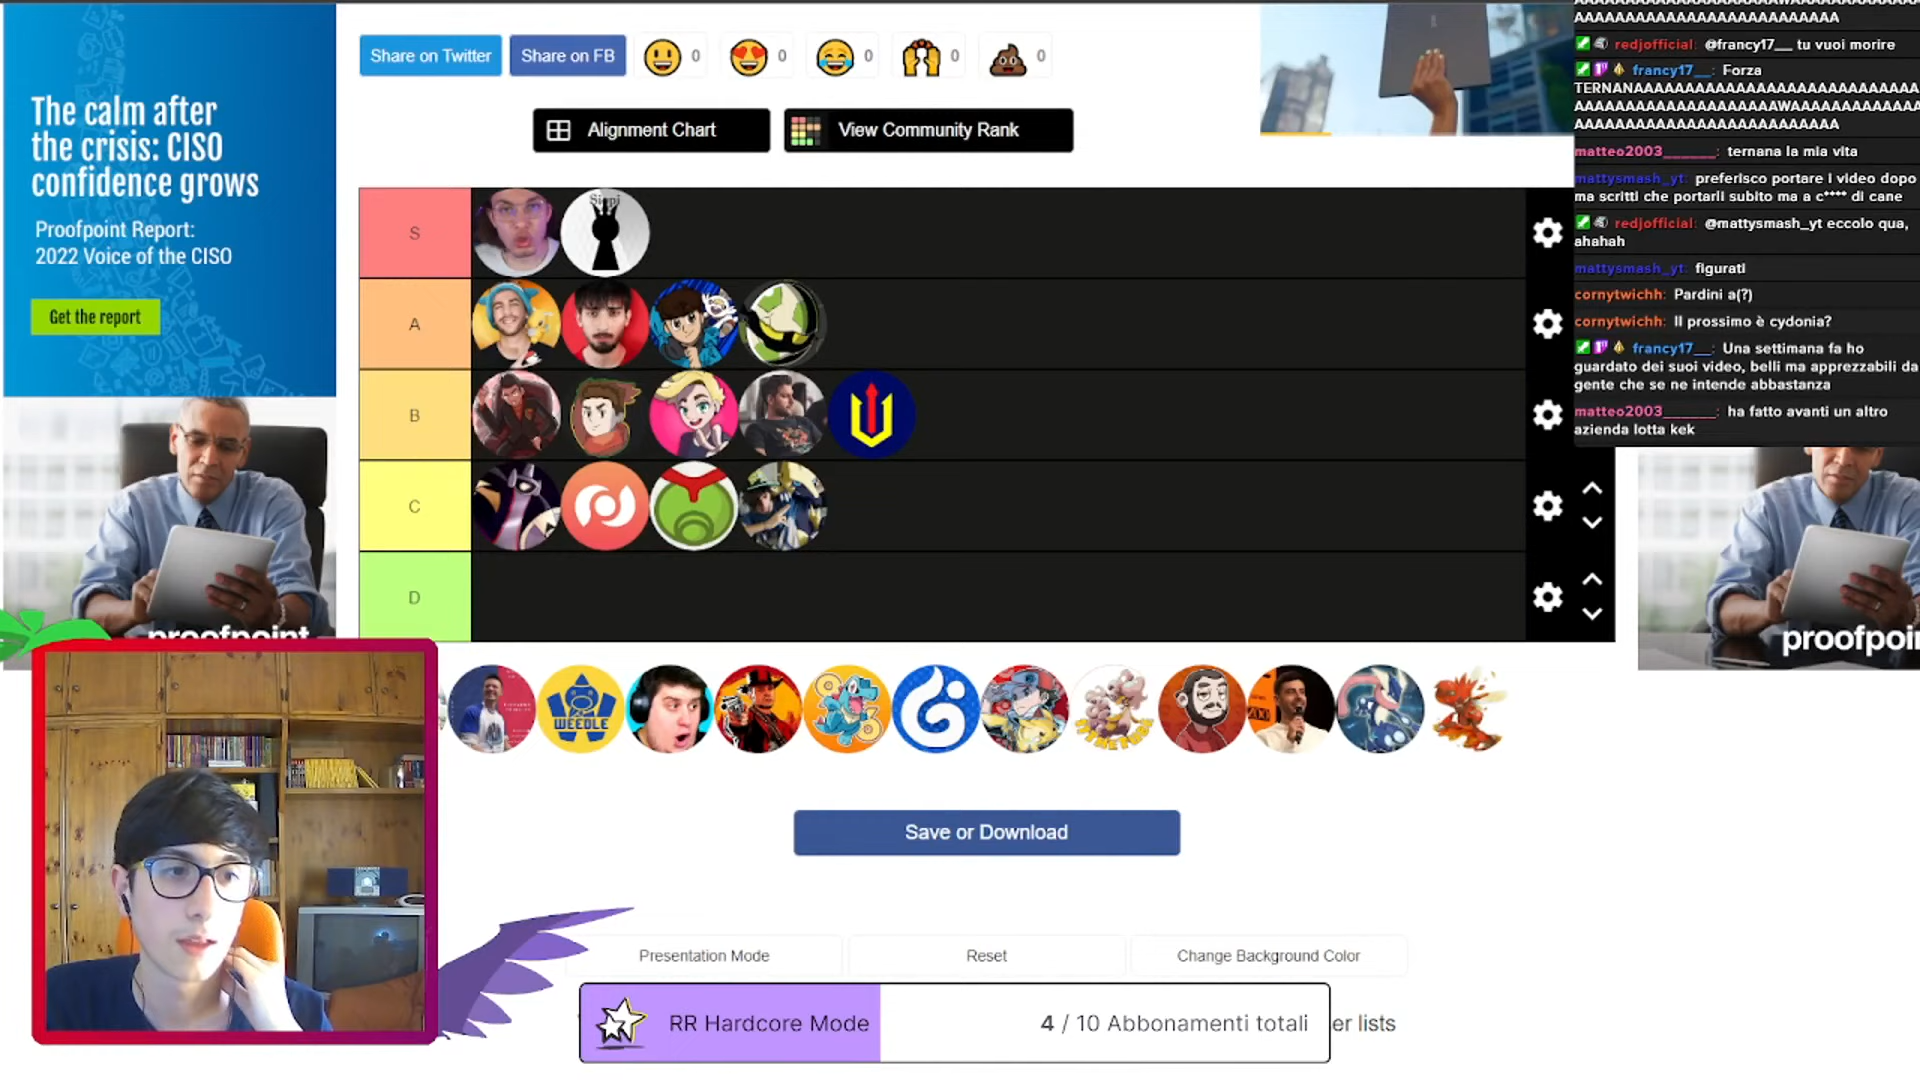 Share on Twitter
Share on FB
0
0
0
0
0
Alignment Chart
View Community Rank
The calm after
the crisis: CISO
confidence grows
Proofpoint Report:
2022 Voice of the CISO
Get the report
proofpoint
S
A
B
C
D
WEEDLE
Save or Download
Presentation Mode
Reset
Change Background Color
RR Hardcore Mode
4 / 10 Abbonamenti totali
er lists
AAAAAAAAAAAAAAAAAAAAAAAAAA
redjofficial: @francy17__ tu vuoi morire
francy17__: Forza
TERNANAAAAAAAAAAAAAAAAAAAAAAAAAAA
AAAAAAAAAAAAAAAAAAAAWAAAAAAAAAAAAA
AAAAAAAAAAAAAAAAAAAAAAAAAA
matteo2003______: ternana la mia vita
mattysmash_yt: preferisco portare i video dopo
ma scritti che portarli subito ma a c**** di cane
redjofficial: @mattysmash_yt eccolo qua,
ahahah
mattysmash_yt: figurati
cornytwichh: Pardini a(?)
cornytwichh: Il prossimo è cydonia?
francy17__: Una settimana fa ho
guardato dei suoi video, belli ma apprezzabili da
gente che se ne intende abbastanza
matteo2003______: ha fatto avanti un altro
azienda lotta kek
proofpoi